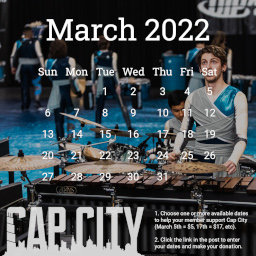 March 2022
Sun Mon Tue Wed Thu Fri Sat
1 2 3 4 5
6 7 8 9 10 11 12
13 14 15 16 17 18 19
20 21 22 23 24 25 26
27 28 29 30 31
CAP CITY
1. Choose one or more available dates
to help your member support Cap City
(March 5th = $5, 17th = $17, etc).
2. Click the link in the post to enter
your dates and make your donation.